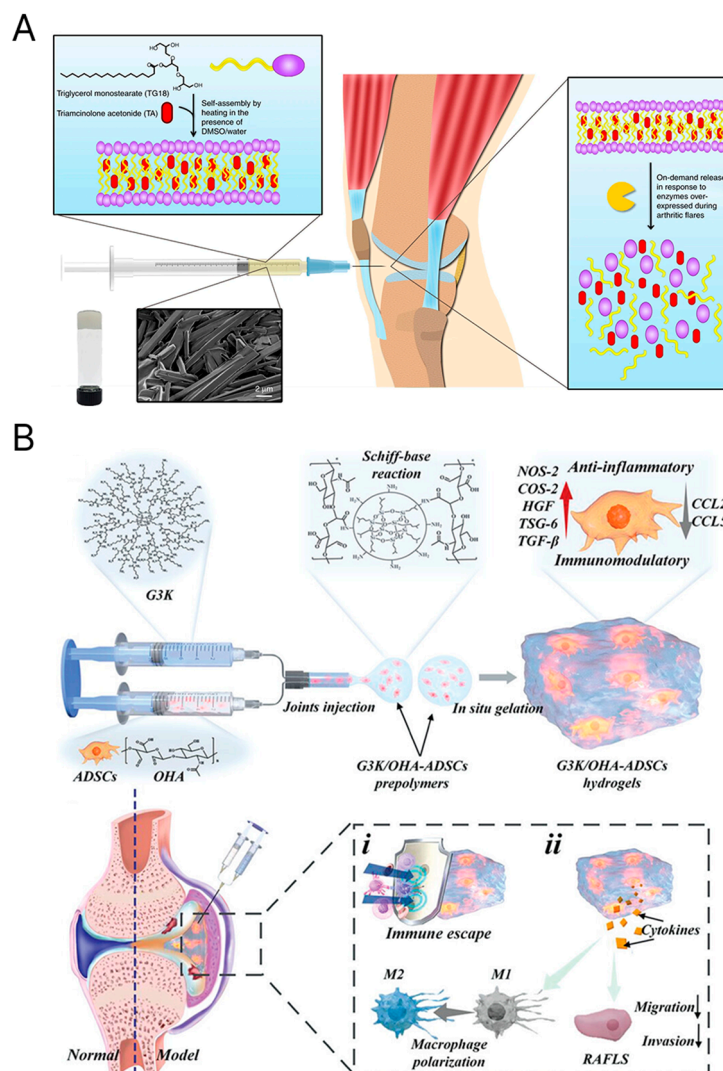 A
Triglycerol monostearate (TG18)
Triamcinolone acetonide (TA)
Self-assembly by
heating in the
presence of
DMSO/water
On-demand release
in response to
enzymes over-
expressed during
arthritic flares
2 µm
B
G3K
Schiff-base
reaction
NOS-2
COS-2
HGF
TSG-6
TGF-β
Anti-inflammatory
Immunomodulatory
CCL2
Joints injection
In situ gelation
ADSCs
OHA
G3K/OHA-ADSCs
prepolymers
G3K/OHA-ADSCs
hydrogels
Normal
Model
i
Immune escape
ii
Cytokines
M2
M1
Macrophage
polarization
RAFLS
Migration
Invasion